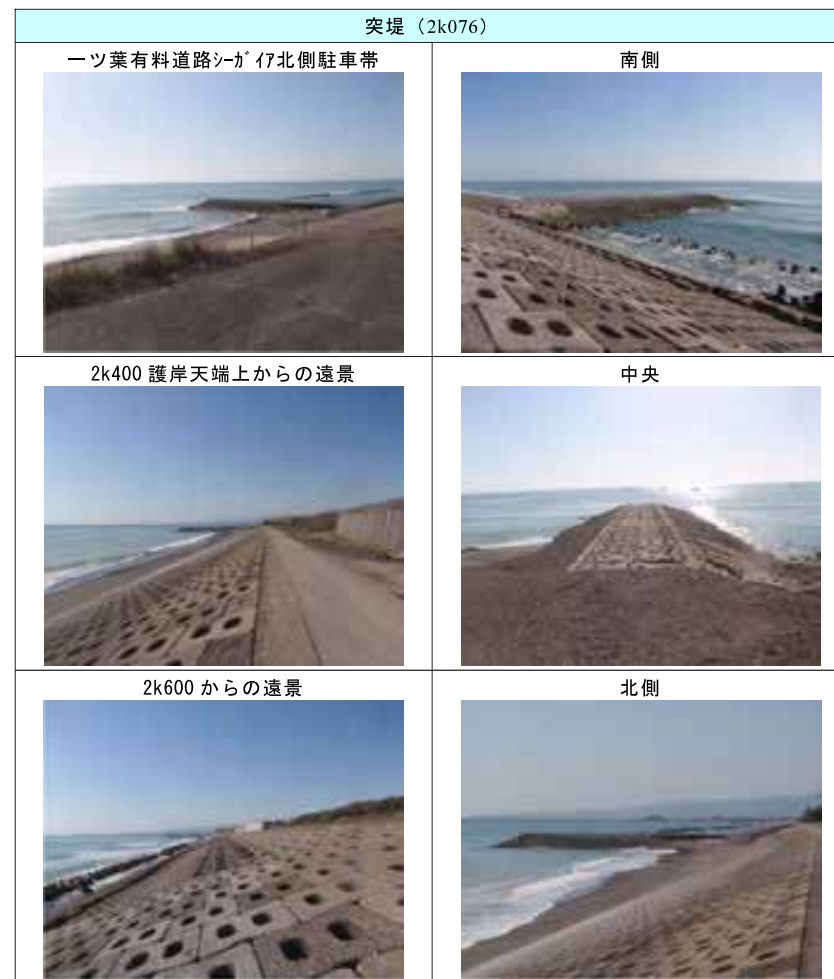 突堤（2k076）
一ツ葉有料道路ｼｰｶﾞｲｱ北側駐車帯
南側
2k400 護岸天端上からの遠景
中央
2k600 からの遠景
北側